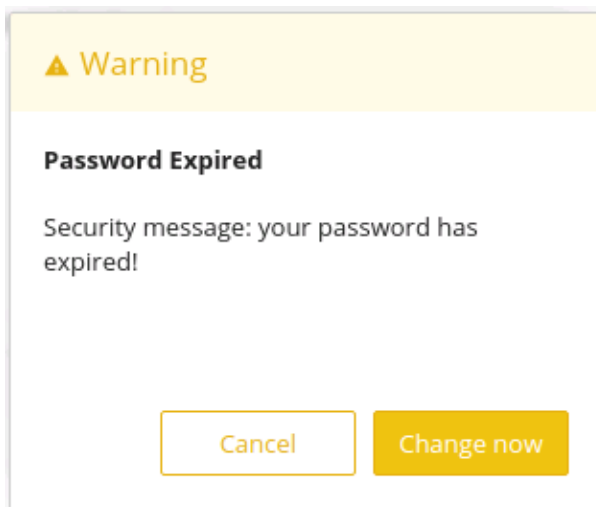 Warning
Password Expired
Security message: your password has
expired!
Cancel
Change now